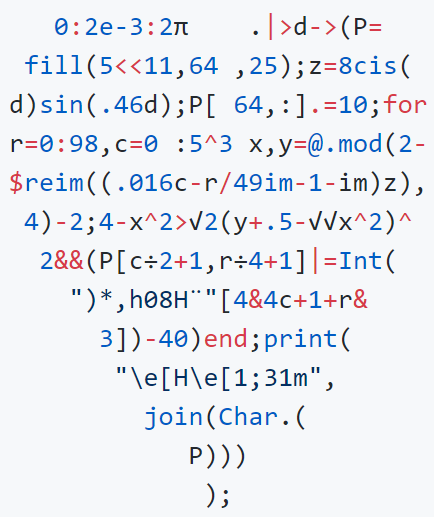 0:2e-3:2π    .|>d->(P=
fill(5<<11,64 ,25);z=8cis(
d)sin(.46d);P[ 64,:].=10;for
r=0:98,c=0 :5^3 x,y=@.mod(2-
$reim((.016c-r/49im-1-im)z),
4)-2;4-x^2>√2(y+.5-√√x^2)^
2&&(P[c÷2+1,r÷4+1]|=Int(
")*,h08H¨"[4&4c+1+r&
3])-40)end;print(
"\e[H\e[1;31m",
join(Char.(
P)))
);